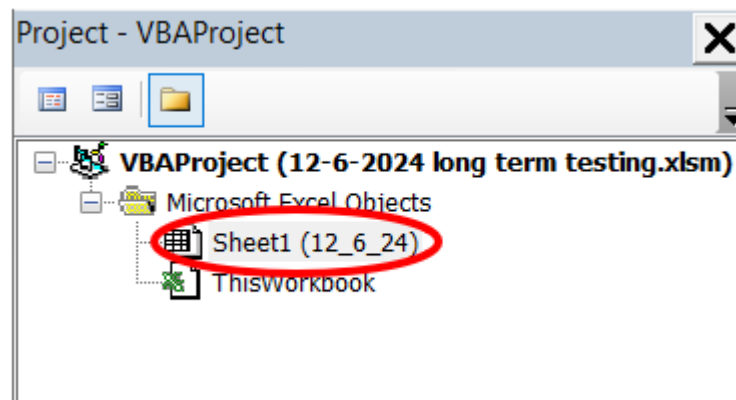 Project - VBAProject
VBAProject (12-6-2024 long term testing.xlsm)
Microsoft Excel Objects
Sheet1 (12_6_24)
ThisWorkbook